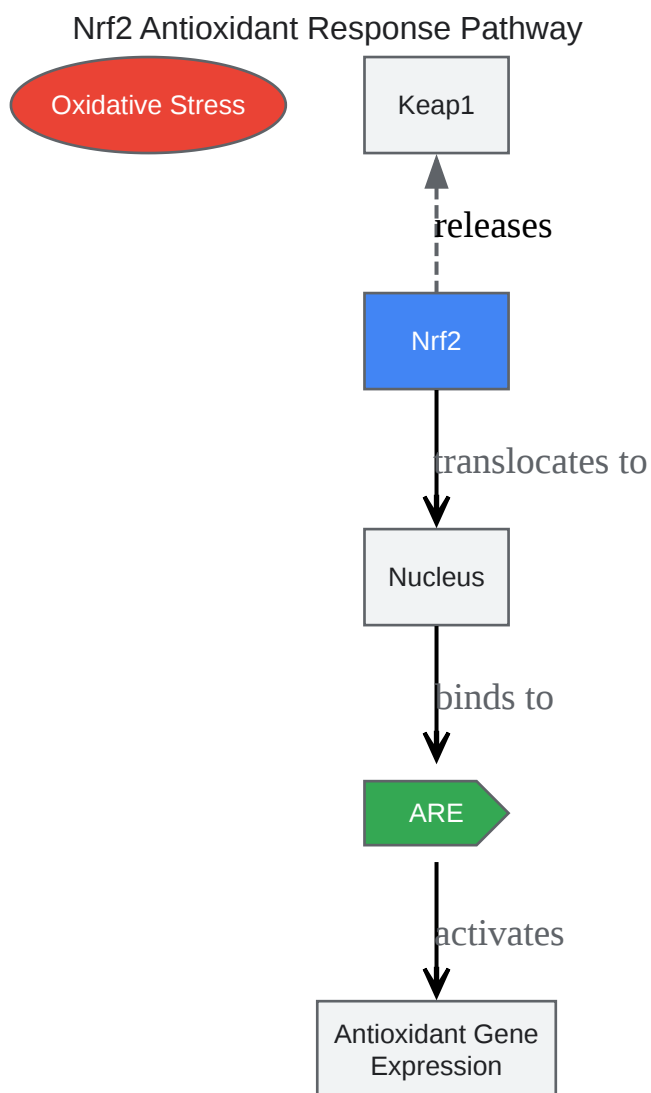 Nrf2 Antioxidant Response Pathway
Oxidative Stress
Keap1
releases
Nrf2
translocates to
Nucleus
binds to
ARE
activates
Antioxidant Gene
Expression